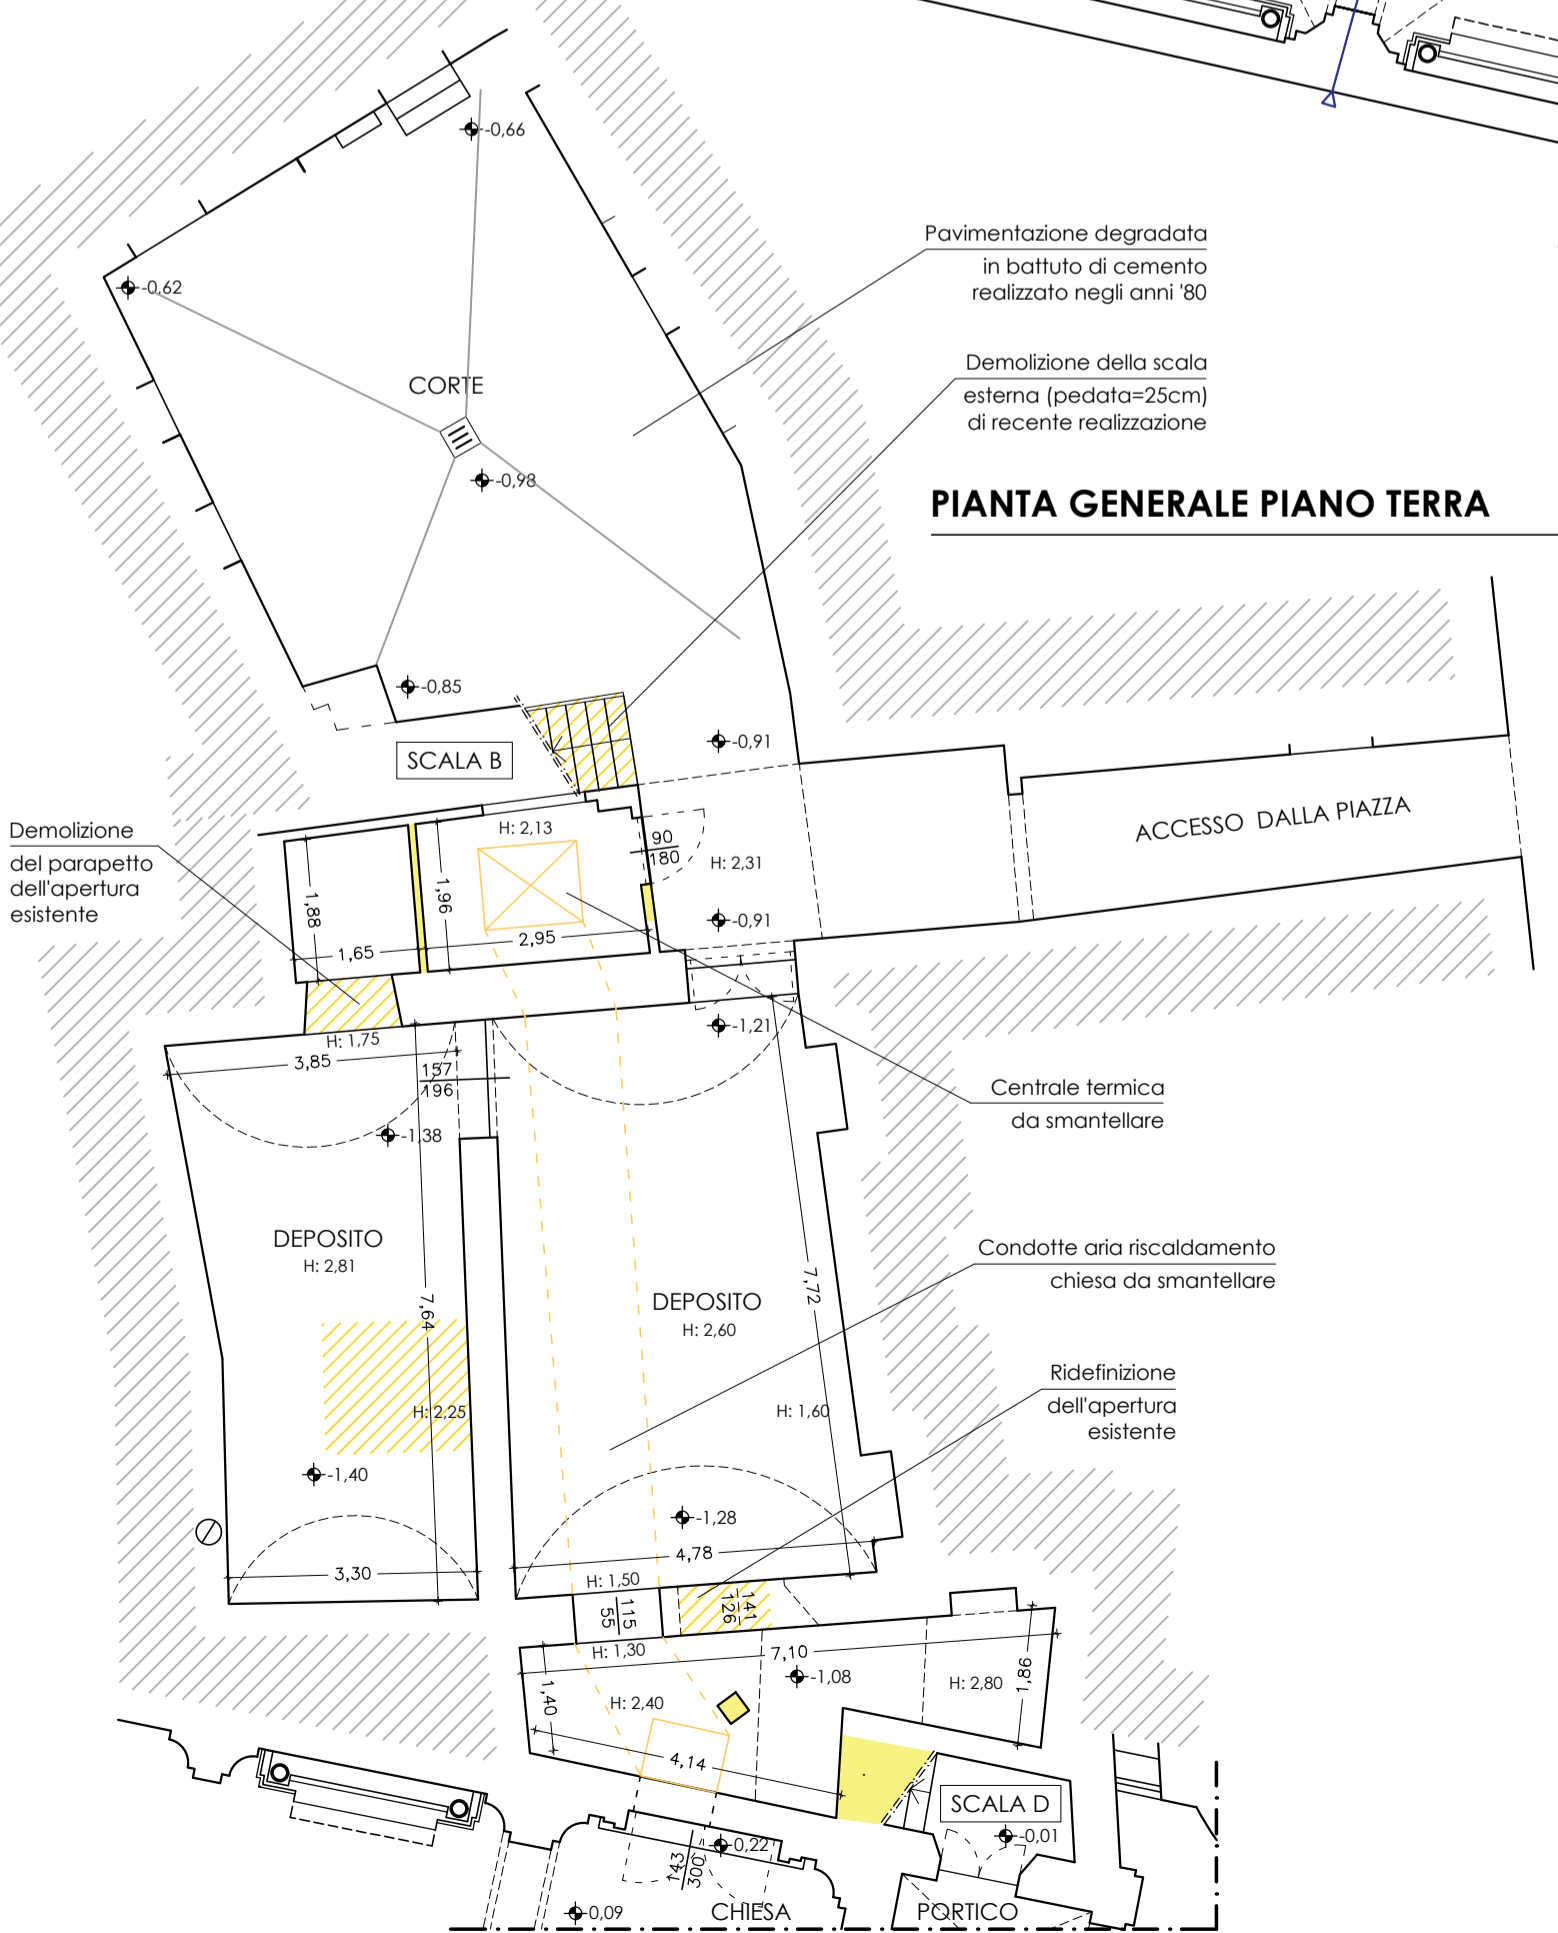 -0,66
Pavimentazione degradata
in battuto di cemento
realizzato negli anni '80
-0,62
Demolizione della scala
esterna (pedata=25cm)
di recente realizzazione
CORTE
-0,98
PIANTA GENERALE PIANO TERRA
-0,85
-0,91
SCALA B
ACCESSO DALLA PIAZZA
Demolizione
del parapetto
dell'apertura
esistente
H: 2,13
90
180
H: 2,31
1,88
1,96
-0,91
1,65
2,95
-1,21
H: 1,75
3,85
157
196
Centrale termica
da smantellare
-1,38
DEPOSITO
H: 2,81
Condotte aria riscaldamento
chiesa da smantellare
7,64
7,72
DEPOSITO
H: 2,60
Ridefinizione
dell'apertura
esistente
H: 2,25
H: 1,60
-1,40
-1,28
4,78
3,30
H: 1,50
115
55
141
126
H: 1,30
7,10
-1,08
H: 2,80
1,86
1,40
H: 2,40
4,14
SCALA D
-0,01
0,22
143
300
-0,09
CHIESA
PORTICO